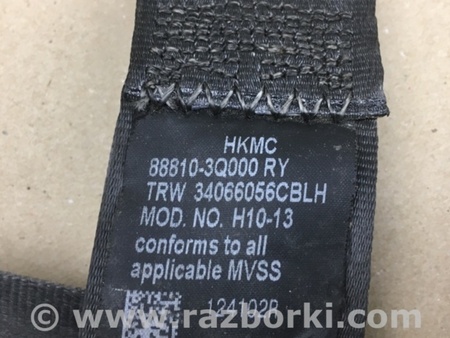 HKMC
88810-3Q000 RY
TRW 34066056CBLH
MOD. NO. H10-13
conforms to all
applicable MVSS
www.razborki.com